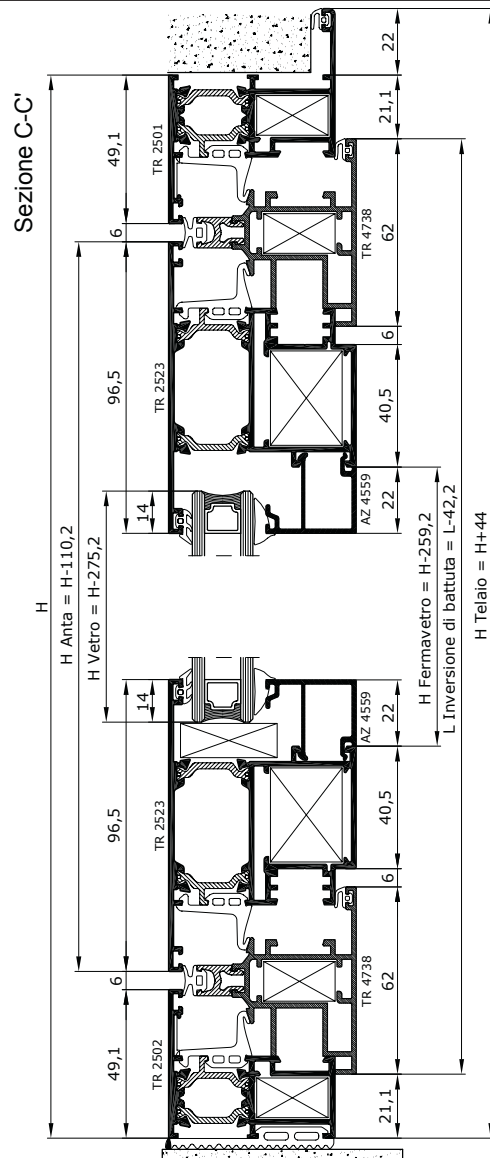 Sezione C-C'
H
H Anta = H-110,2
H Vetro = H-275,2
49,1
6
96,5
14
TR 2501
TR 2523
22
21,1
62
TR 4738
6
40,5
22
AZ 4559
H Fermavetro = H-259,2
L Inversione di battuta = L-42,2
H Telaio = H+44
14
96,5
6
49,1
TR 2523
TR 2502
22
AZ 4559
40,5
6
62
TR 4738
21,1